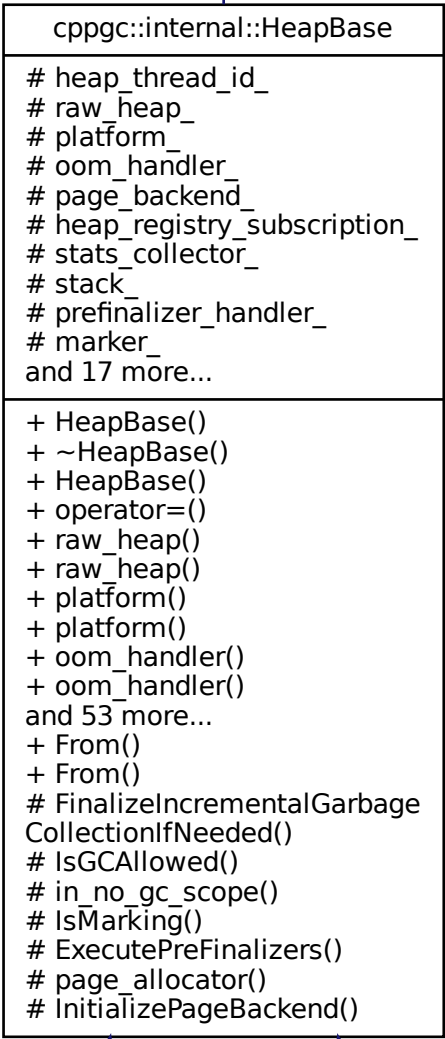 cppgc::internal::HeapBase
# heap_thread_id_
# raw_heap_
# platform_
# oom_handler_
# page_backend_
# heap_registry_subscription_
# stats_collector_
# stack_
# prefinalizer_handler_
# marker_
and 17 more...
+ HeapBase()
+ ~HeapBase()
+ HeapBase()
+ operator=()
+ raw_heap()
+ raw_heap()
+ platform()
+ platform()
+ oom_handler()
+ oom_handler()
and 53 more...
+ From()
+ From()
# FinalizeIncrementalGarbage
CollectionIfNeeded()
# IsGCAllowed()
# in_no_gc_scope()
# IsMarking()
# ExecutePreFinalizers()
# page_allocator()
# InitializePageBackend()